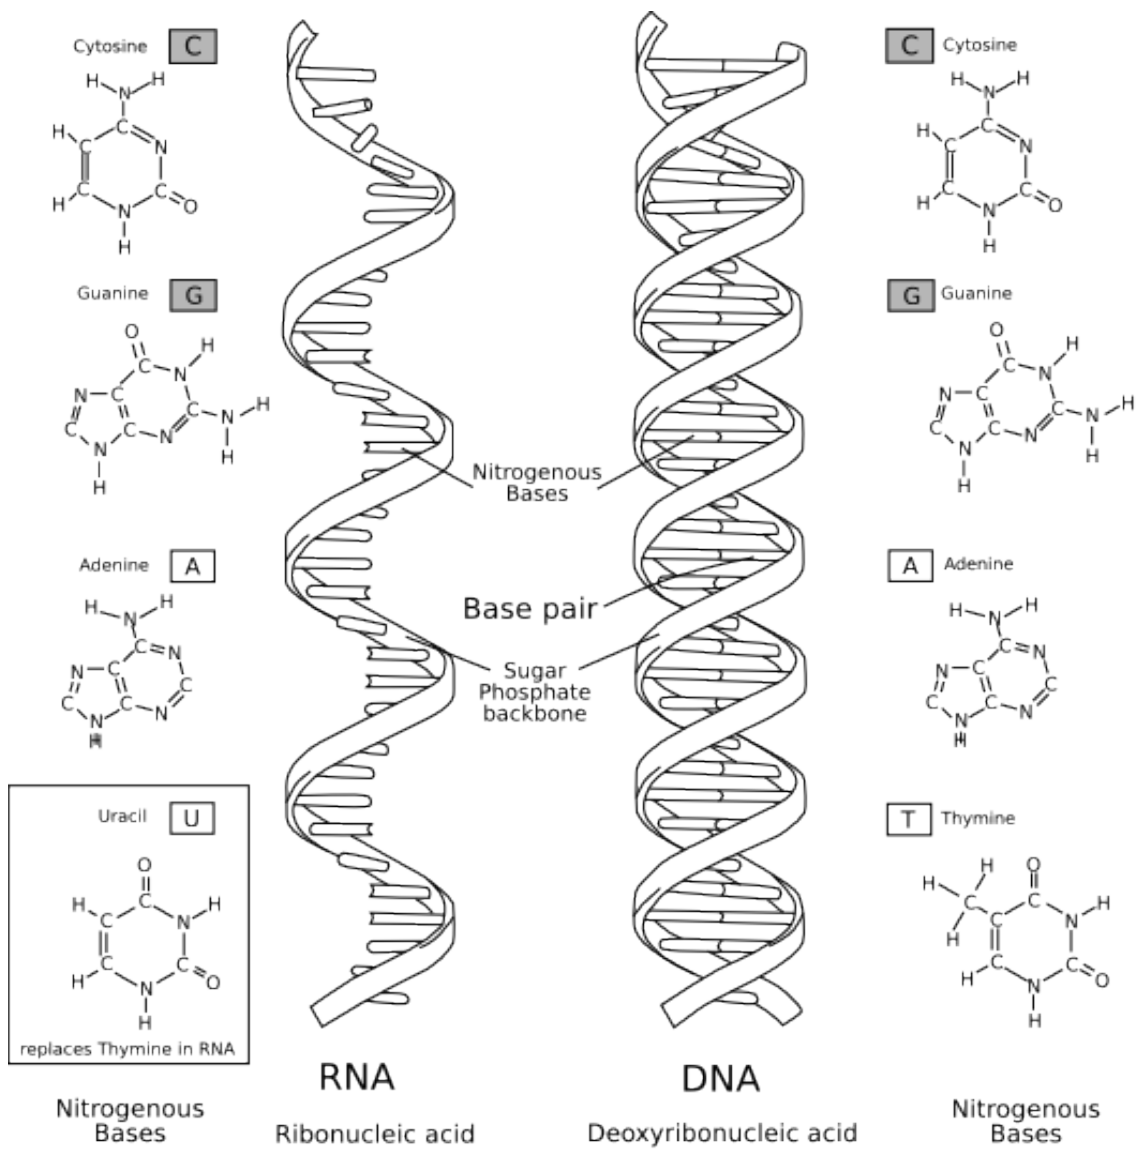 Cytosine C
H H
N
H C
C N
C C
H N O
H
Guanine G
O
H
C
N
N C
C H
C C N
N
N H
H
Adenine A
H H
N
C
N C N
C C
C N
N
H
Uracil U
O
C
H H
C N
C C
H N O
H
replaces Thymine in RNA
Nitrogenous
Bases
Nitrogenous
Bases
Base pair
Sugar
Phosphate
backbone
RNA
Ribonucleic acid
DNA
Deoxyribonucleic acid
C Cytosine
H H
N
H C
C N
C C
H N O
H
G Guanine
O
H
C
N
N C
C H
C C N
N
N H
H
A Adenine
H H
N
C
N C N
C C
C N
N
H
T Thymine
O
H
H C
C H
C N
H
C C
H N O
H
Nitrogenous
Bases